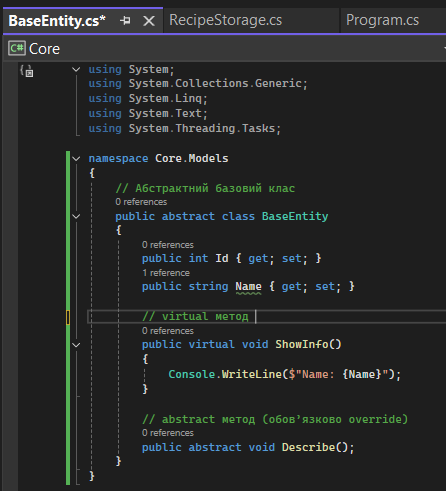 BaseEntity.cs* RecipeStorage.cs Program.cs
C# Core
using System;
using System.Collections.Generic;
using System.Linq;
using System.Text;
using System.Threading.Tasks;
namespace Core.Models
{
// Абстрактний базовий клас
0 references
public abstract class BaseEntity
{
0 references
public int Id { get; set; }
1 reference
public string Name { get; set; }
// virtual метод
0 references
public virtual void ShowInfo()
{
Console.WriteLine($"Name: {Name}");
}
// abstract метод (обов'язково override)
0 references
public abstract void Describe();
}
}